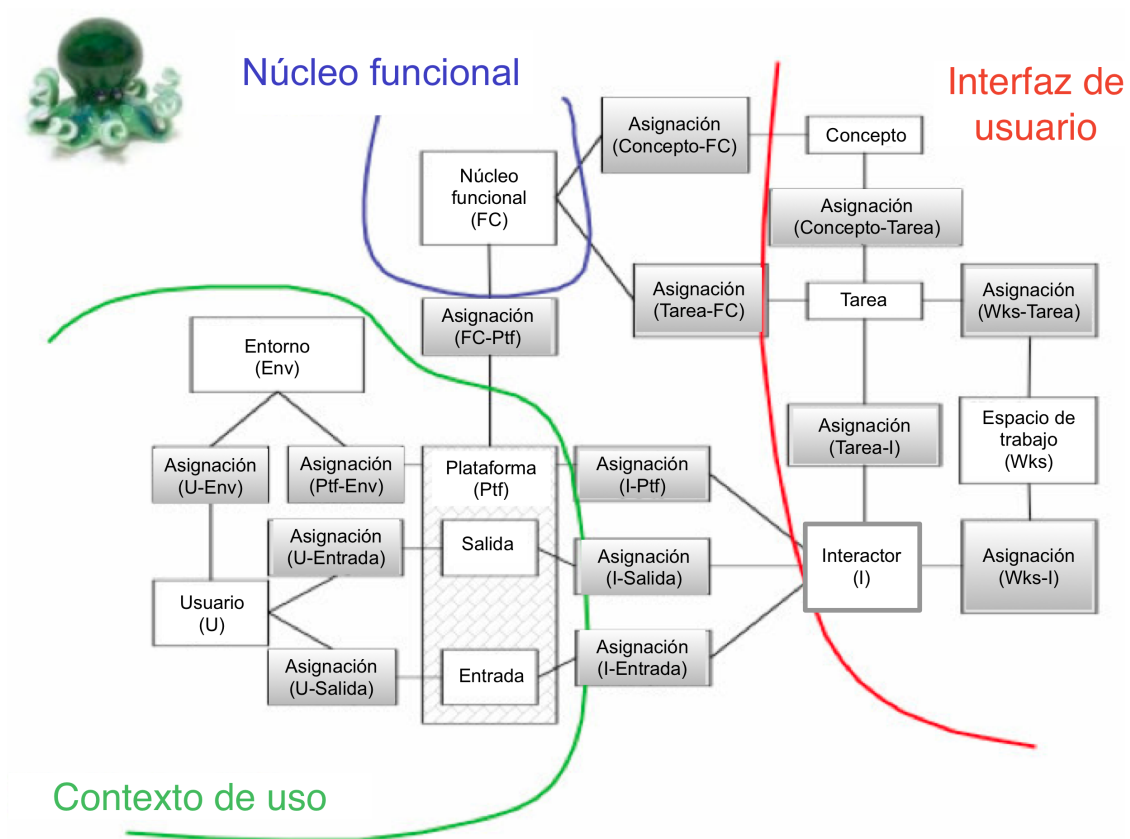 Núcleo funcional
Interfaz de
usuario
Asignación
(Concepto-FC)
Concepto
Núcleo
funcional
(FC)
Asignación
(Concepto-Tarea)
Asignación
(Tarea-FC)
Tarea
Asignación
(Wks-Tarea)
Asignación
(FC-Ptf)
Entorno
(Env)
Asignación
(Tarea-I)
Espacio de
trabajo
(Wks)
Asignación
(U-Env)
Asignación
(Ptf-Env)
Plataforma
(Ptf)
Asignación
(I-Ptf)
Asignación
(U-Entrada)
Salida
Asignación
(I-Salida)
Interactor
(I)
Asignación
(Wks-I)
Usuario
(U)
Asignación
(U-Salida)
Entrada
Asignación
(I-Entrada)
Contexto de uso